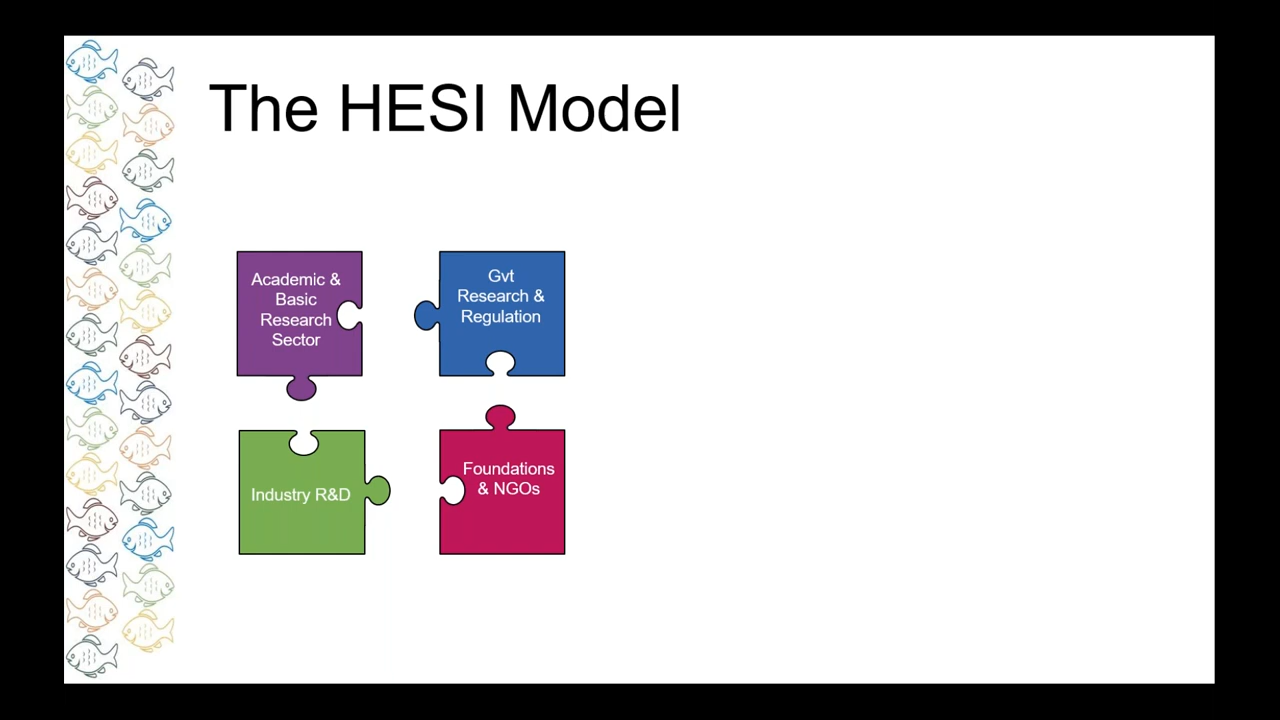 The HESI Model
Academic &
Basic
Research
Sector
Gvt
Research &
Regulation
Industry R&D
Foundations
& NGOs